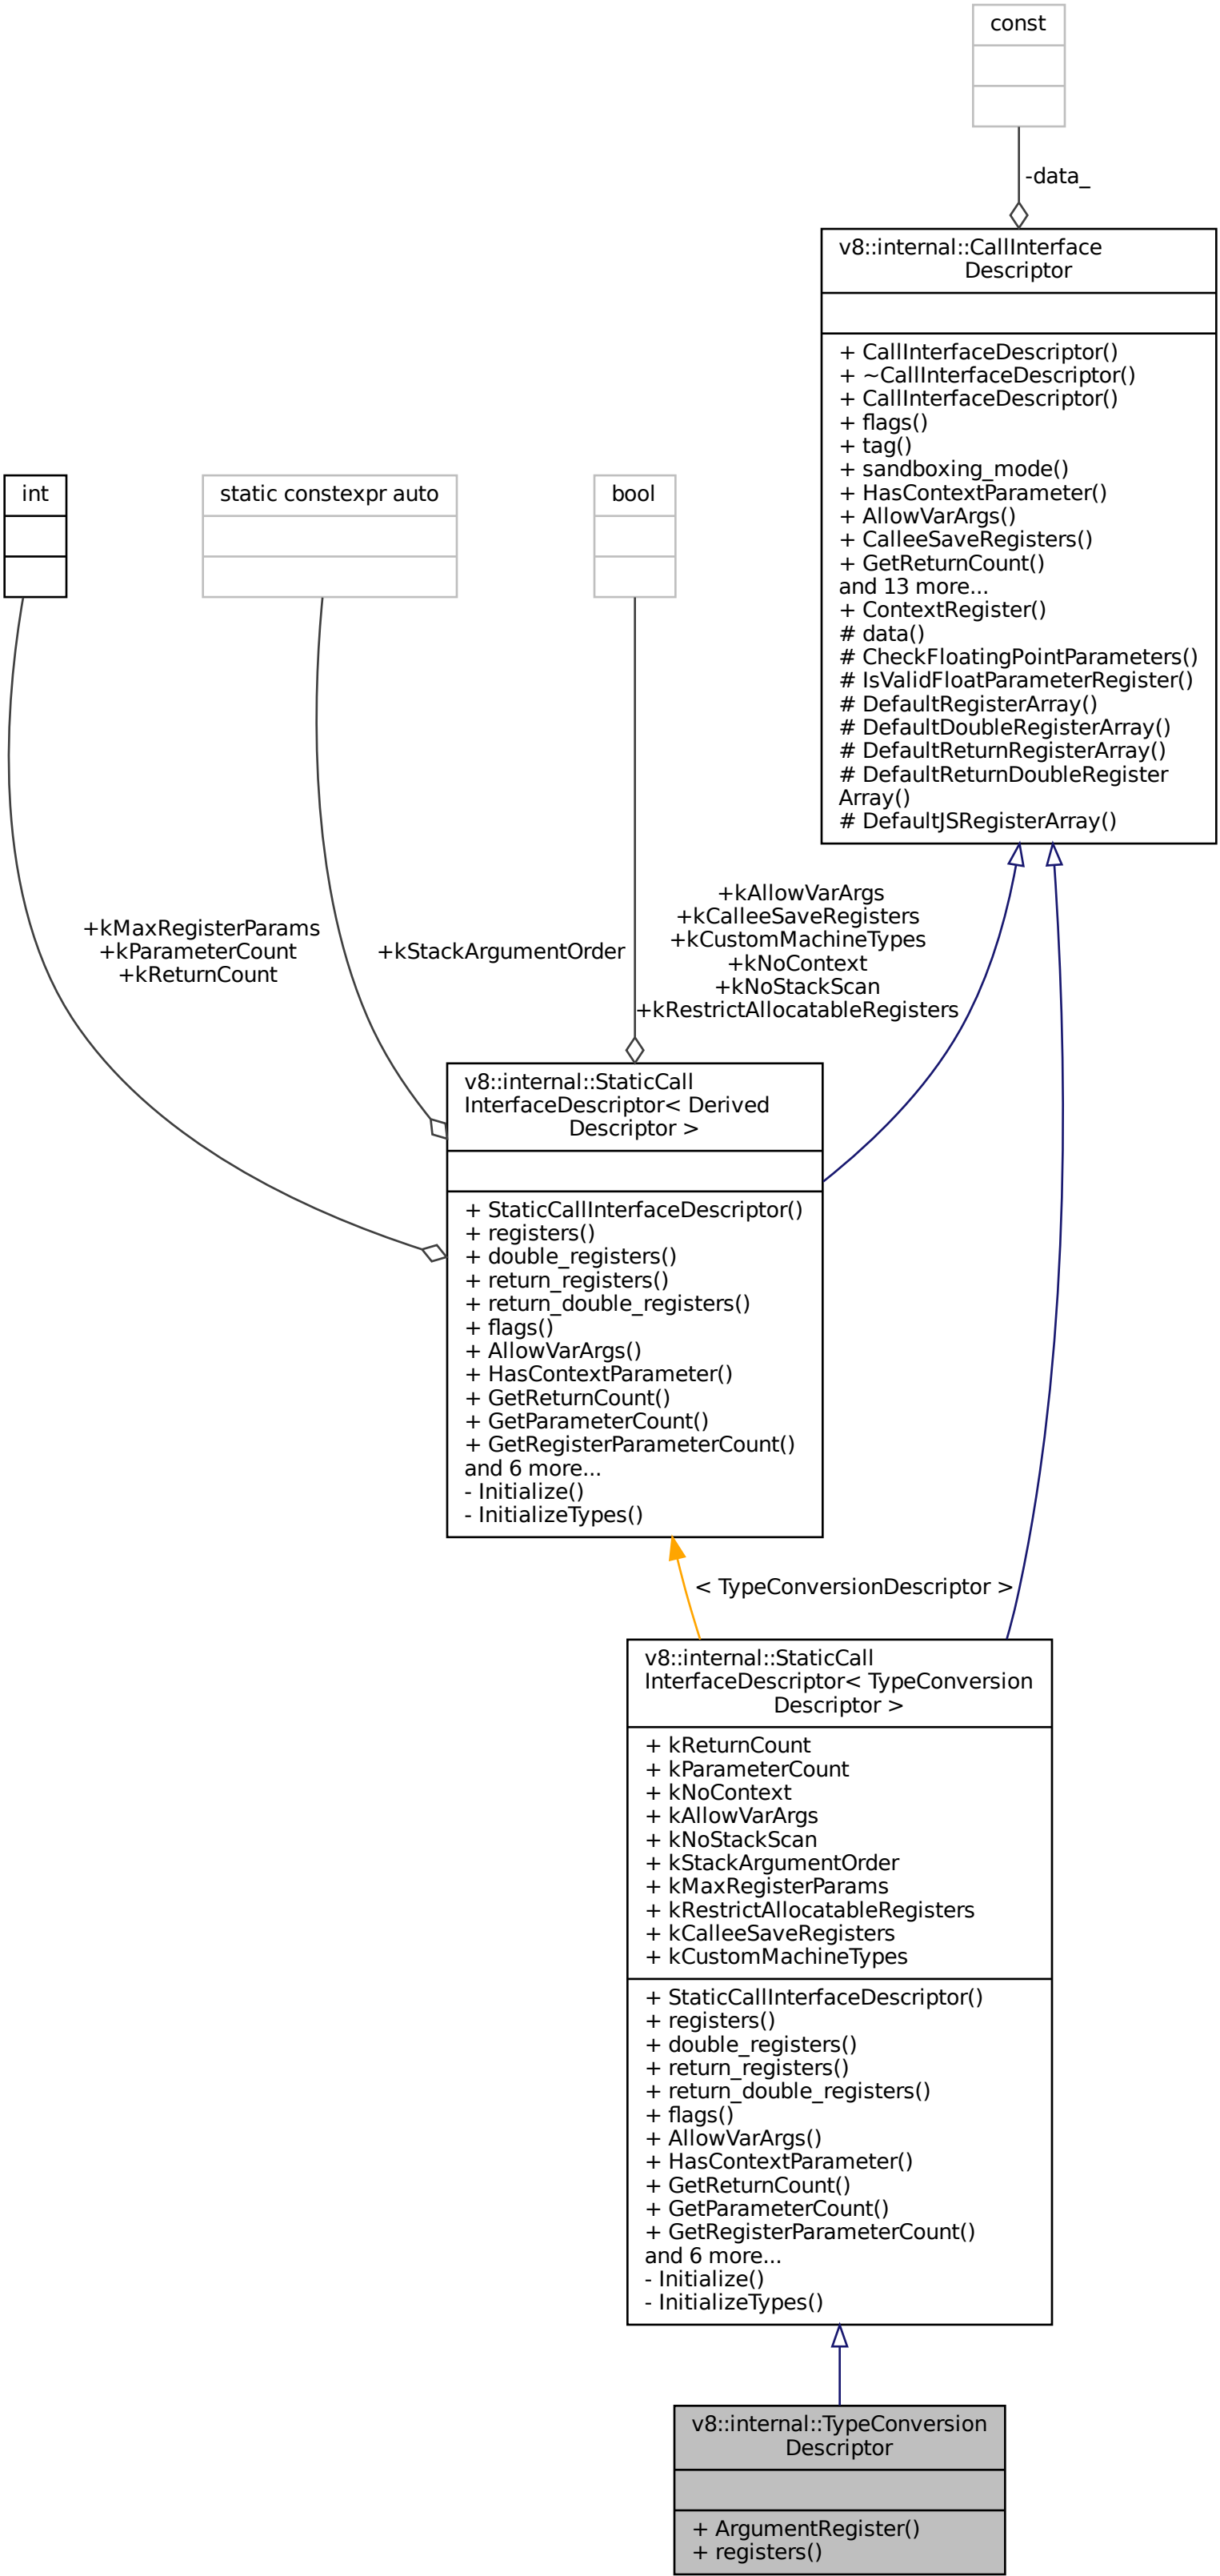 const
-data_
v8::internal::CallInterface
Descriptor
+ CallInterfaceDescriptor()
+ ~CallInterfaceDescriptor()
+ CallInterfaceDescriptor()
+ flags()
+ tag()
+ sandboxing_mode()
+ HasContextParameter()
+ AllowVarArgs()
+ CalleeSaveRegisters()
+ GetReturnCount()
and 13 more...
+ ContextRegister()
# data()
# CheckFloatingPointParameters()
# IsValidFloatParameterRegister()
# DefaultRegisterArray()
# DefaultDoubleRegisterArray()
# DefaultReturnRegisterArray()
# DefaultReturnDoubleRegister
Array()
# DefaultJSRegisterArray()
int
static constexpr auto
bool
+kMaxRegisterParams
+kParameterCount
+kReturnCount
+kStackArgumentOrder
+kAllowVarArgs
+kCalleeSaveRegisters
+kCustomMachineTypes
+kNoContext
+kNoStackScan
+kRestrictAllocatableRegisters
v8::internal::StaticCall
InterfaceDescriptor< Derived
Descriptor >
+ StaticCallInterfaceDescriptor()
+ registers()
+ double_registers()
+ return_registers()
+ return_double_registers()
+ flags()
+ AllowVarArgs()
+ HasContextParameter()
+ GetReturnCount()
+ GetParameterCount()
+ GetRegisterParameterCount()
and 6 more...
- Initialize()
- InitializeTypes()
< TypeConversionDescriptor >
v8::internal::StaticCall
InterfaceDescriptor< TypeConversion
Descriptor >
+ kReturnCount
+ kParameterCount
+ kNoContext
+ kAllowVarArgs
+ kNoStackScan
+ kStackArgumentOrder
+ kMaxRegisterParams
+ kRestrictAllocatableRegisters
+ kCalleeSaveRegisters
+ kCustomMachineTypes
+ StaticCallInterfaceDescriptor()
+ registers()
+ double_registers()
+ return_registers()
+ return_double_registers()
+ flags()
+ AllowVarArgs()
+ HasContextParameter()
+ GetReturnCount()
+ GetParameterCount()
+ GetRegisterParameterCount()
and 6 more...
- Initialize()
- InitializeTypes()
v8::internal::TypeConversion
Descriptor
+ ArgumentRegister()
+ registers()